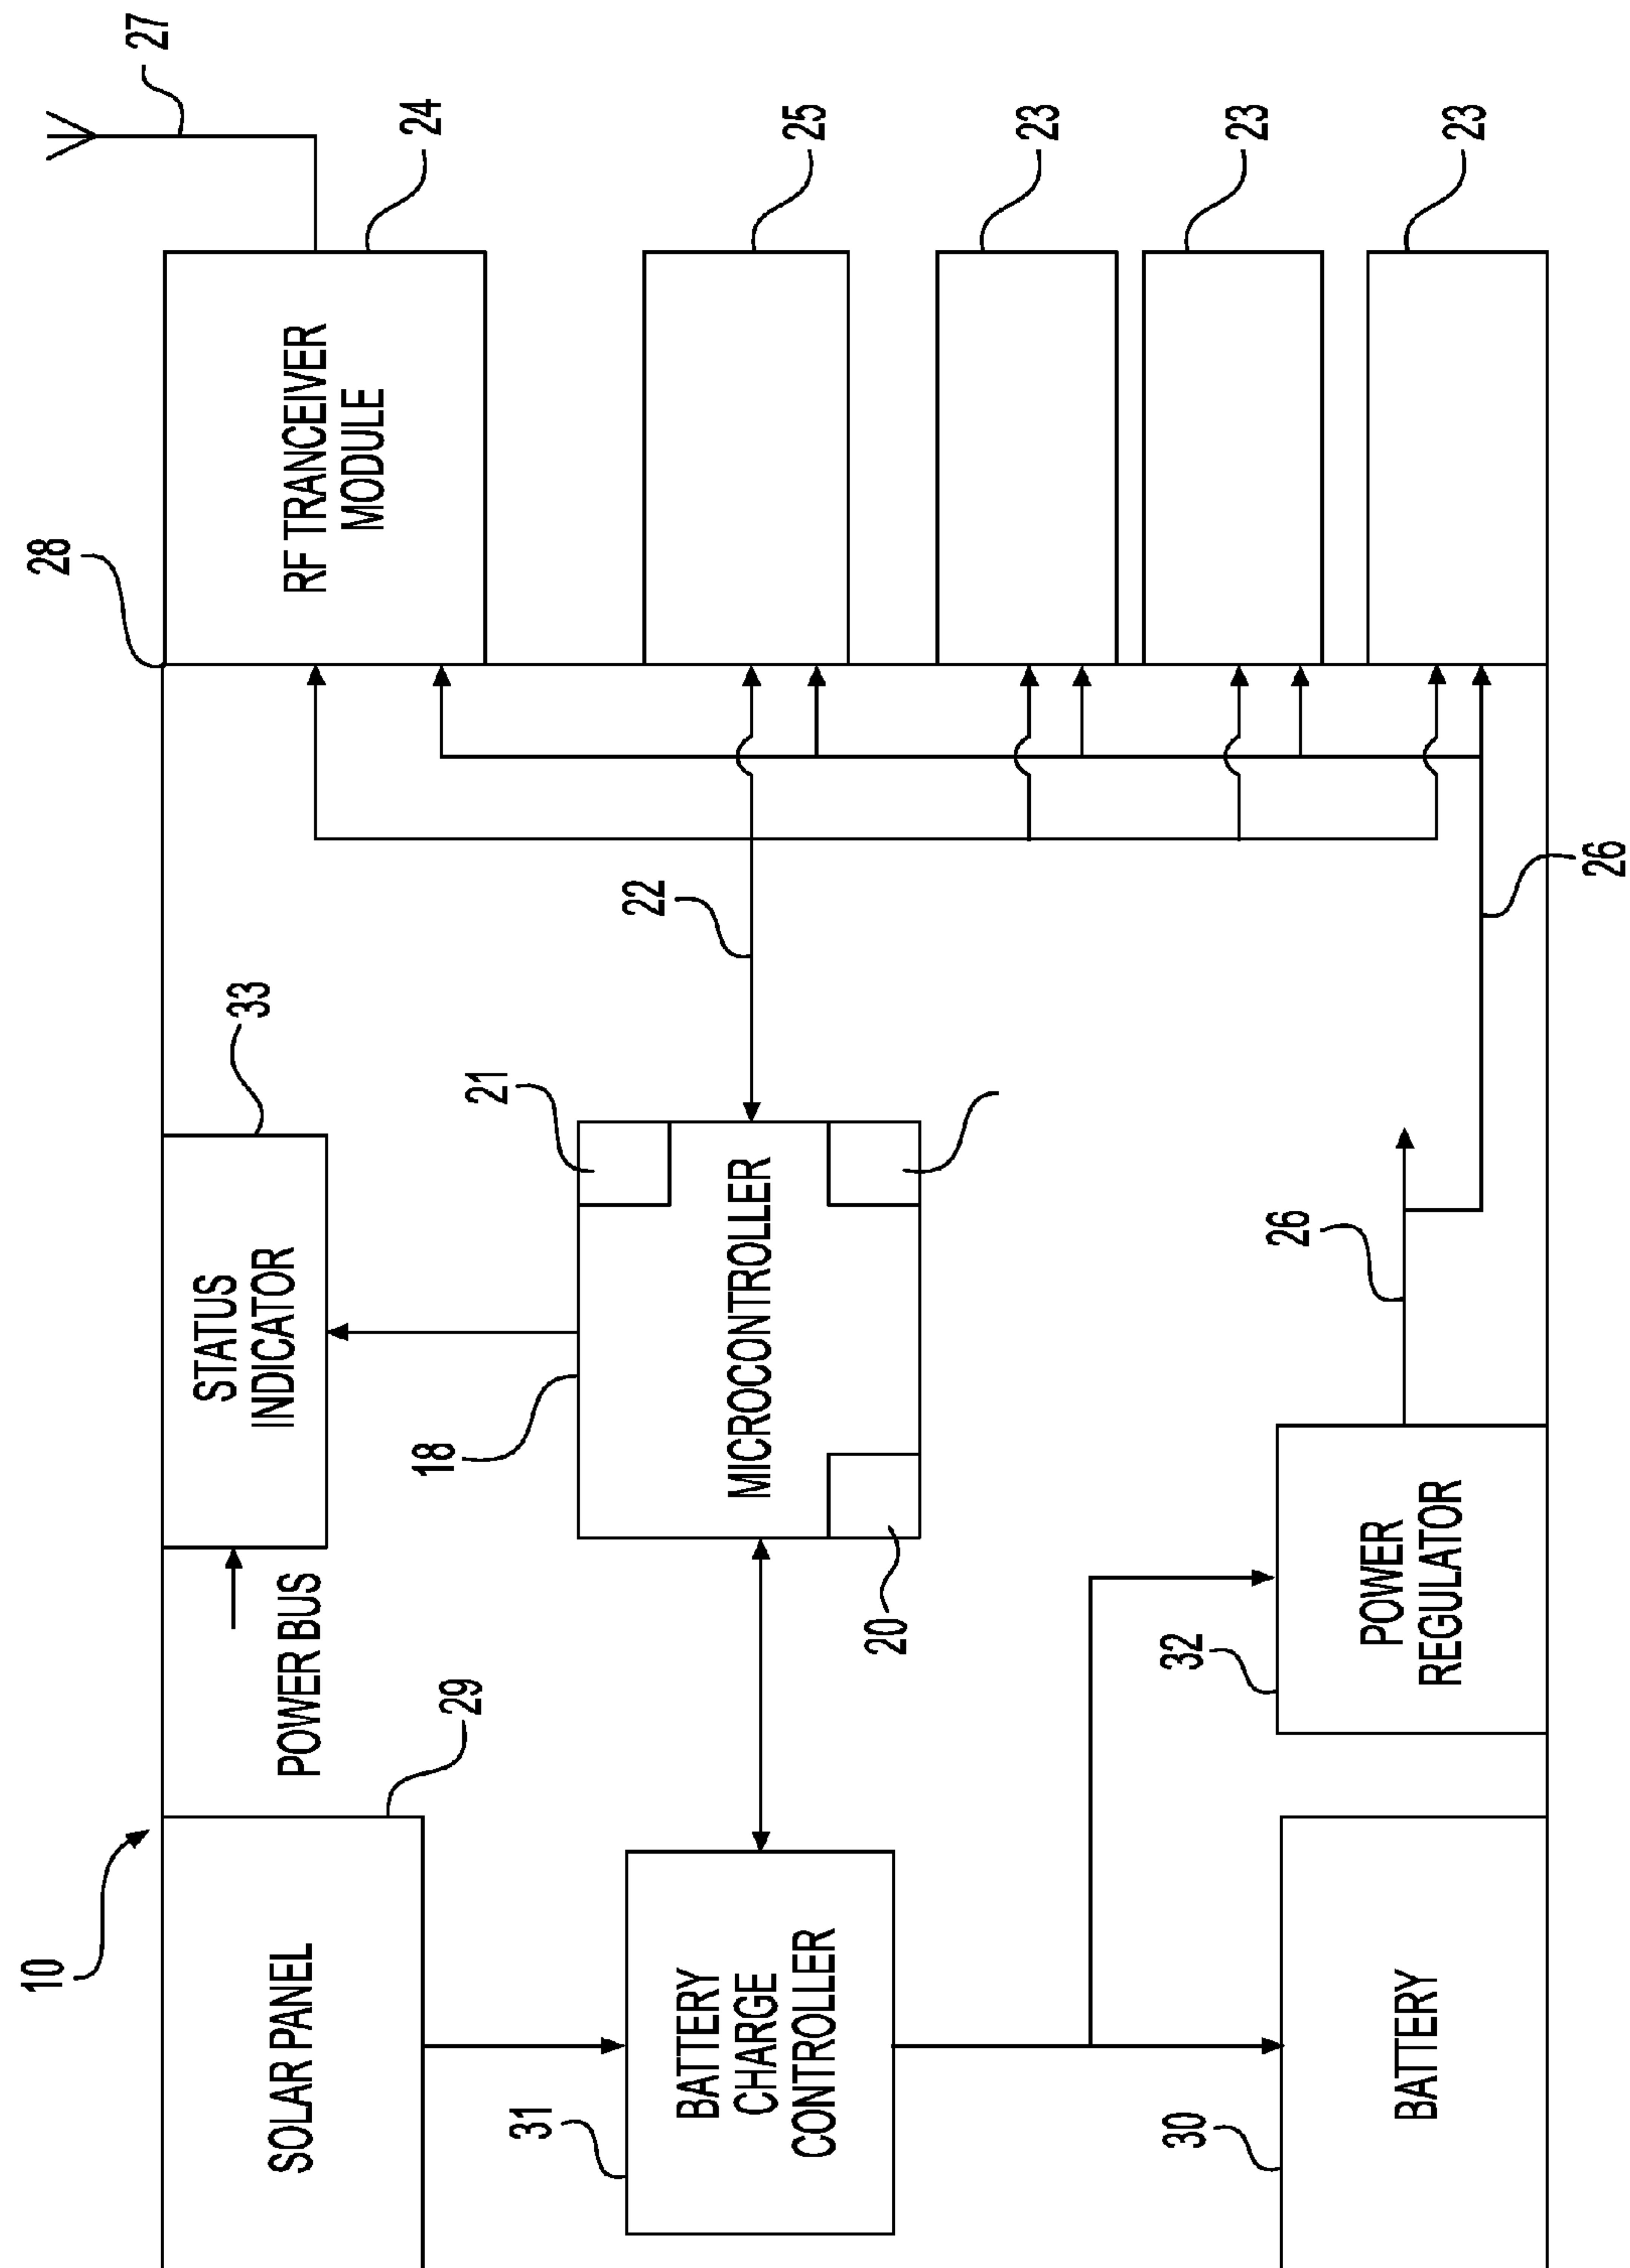 10
28
27
STATUS
INDICATOR
33
SOLAR PANEL
POWER BUS
RF TRANCEIVER
MODULE
24
18
29
21
31
22
BATTERY
CHARGE
CONTROLLER
MICROCONTROLLER
25
20
23
30
32
23
26
POWER
REGULATOR
BATTERY
23
26